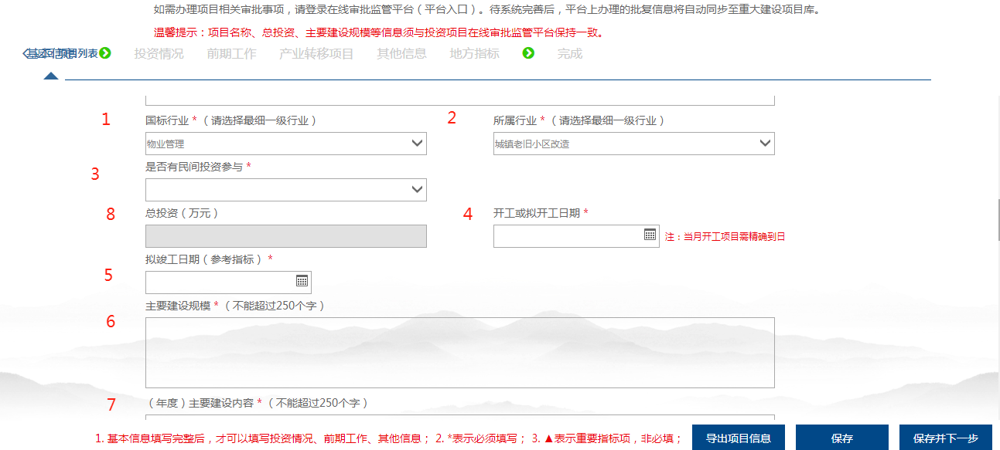 如需办理项目相关审批事项，请登录在线审批监管平台（平台入口）。待系统完善后，平台上办理的批复信息将自动同步至重大建设项目库。
温馨提示：项目名称、总投资、主要建设规模等信息须与投资项目在线审批监管平台保持一致。
基本信息 返回项目列表 投资情况 前期工作 产业转移项目 其他信息 地方指标 完成
1 国标行业 *（请选择最细一级行业） 2 所属行业 *（请选择最细一级行业）
物业管理 城镇老旧小区改造
3 是否有民间投资参与 *
8 总投资（万元） 4 开工或拟开工日期 *
注：当月开工项目需精确到日
拟竣工日期（参考指标） *
5
主要建设规模 *（不能超过250个字）
6
7 （年度）主要建设内容 *（不能超过250个字）
1. 基本信息填写完整后，才可以填写投资情况、前期工作、其他信息； 2. *表示必须填写； 3. ▲表示重要指标项，非必填； 导出项目信息 保存 保存并下一步